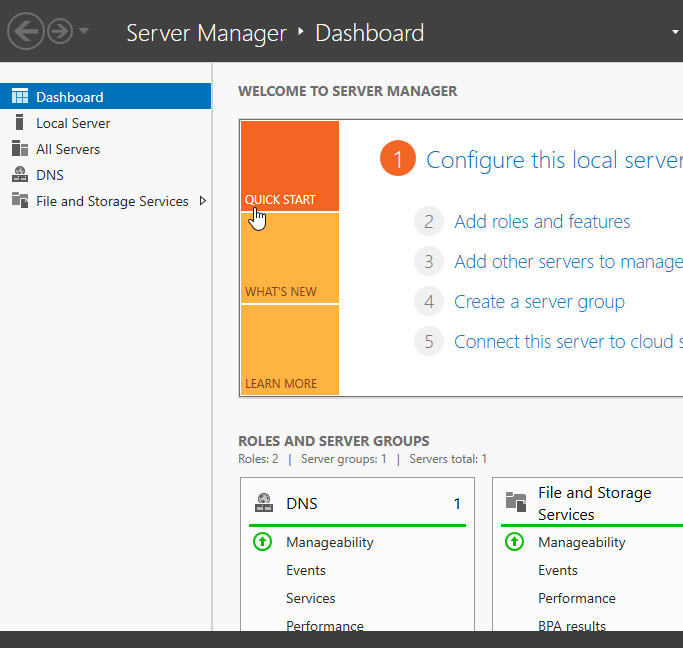 Server Manager ‣ Dashboard
Dashboard
Local Server
All Servers
DNS
File and Storage Services
WELCOME TO SERVER MANAGER
QUICK START
WHAT'S NEW
LEARN MORE
1 Configure this local server
2 Add roles and features
3 Add other servers to manage
4 Create a server group
5 Connect this server to cloud s
ROLES AND SERVER GROUPS
Roles: 2 | Server groups: 1 | Servers total: 1
DNS 1
Manageability
Events
Services
Performance
File and Storage
Services
Manageability
Events
Performance
BPA results